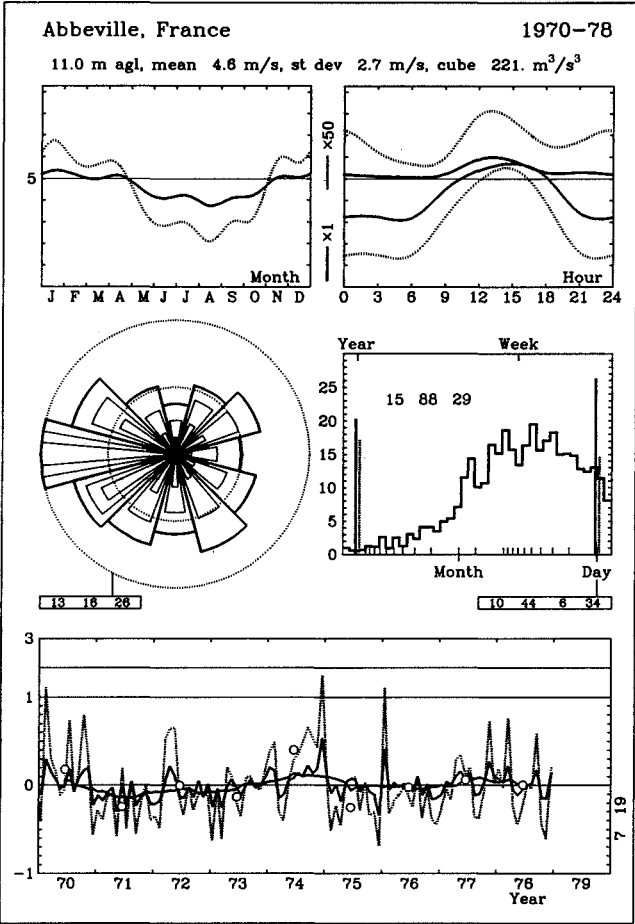 Abbeville, France 1970-78
11.0 m agl, mean 4.6 m/s, st dev 2.7 m/s, cube 221. m³/s³
5
Month
J F M A M J J A S O N D
×50
×1
Hour
0 3 6 9 12 15 18 21 24
13 16 26
Year Week
25
20
15
10
5
0
15 88 29
Month Day
10 44 6 34
3
1
0
-1
70 71 72 73 74 75 76 77 78 79
Year
7 19